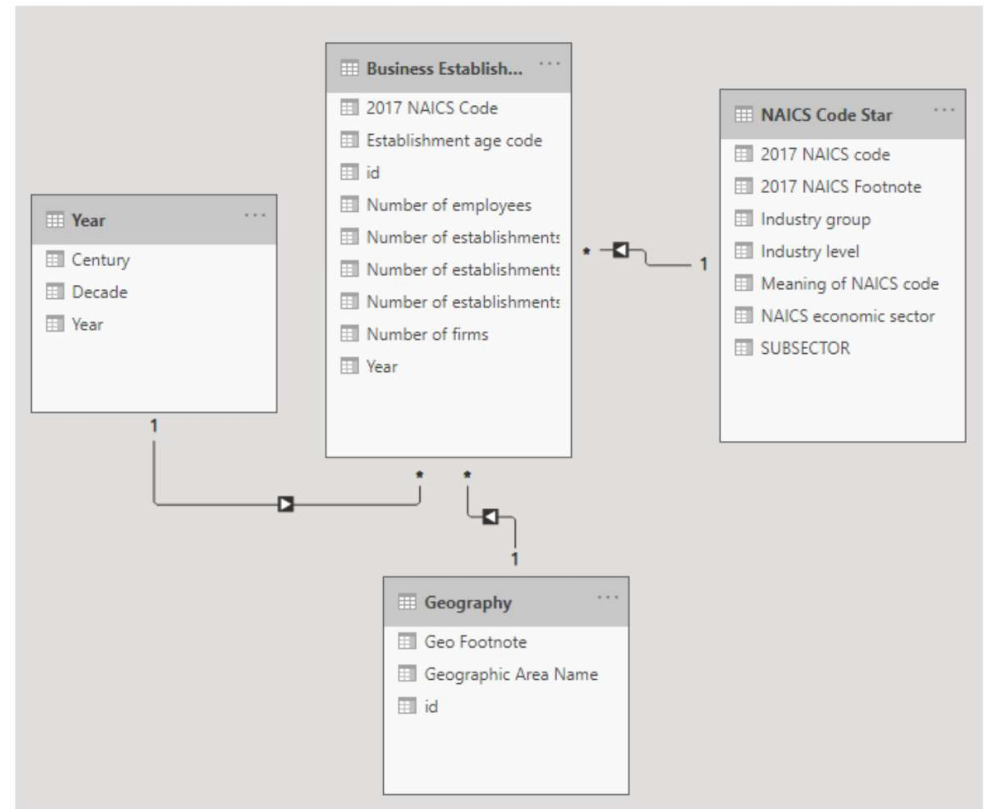 Business Establish... ...
2017 NAICS Code
Establishment age code
id
Number of employees
Number of establishments
Number of establishments
Number of establishments
Number of firms
Year
NAICS Code Star ...
2017 NAICS code
2017 NAICS Footnote
Industry group
Industry level
Meaning of NAICS code
NAICS economic sector
SUBSECTOR
Year ...
Century
Decade
Year
* 1
1
* *
1
Geography ...
Geo Footnote
Geographic Area Name
id